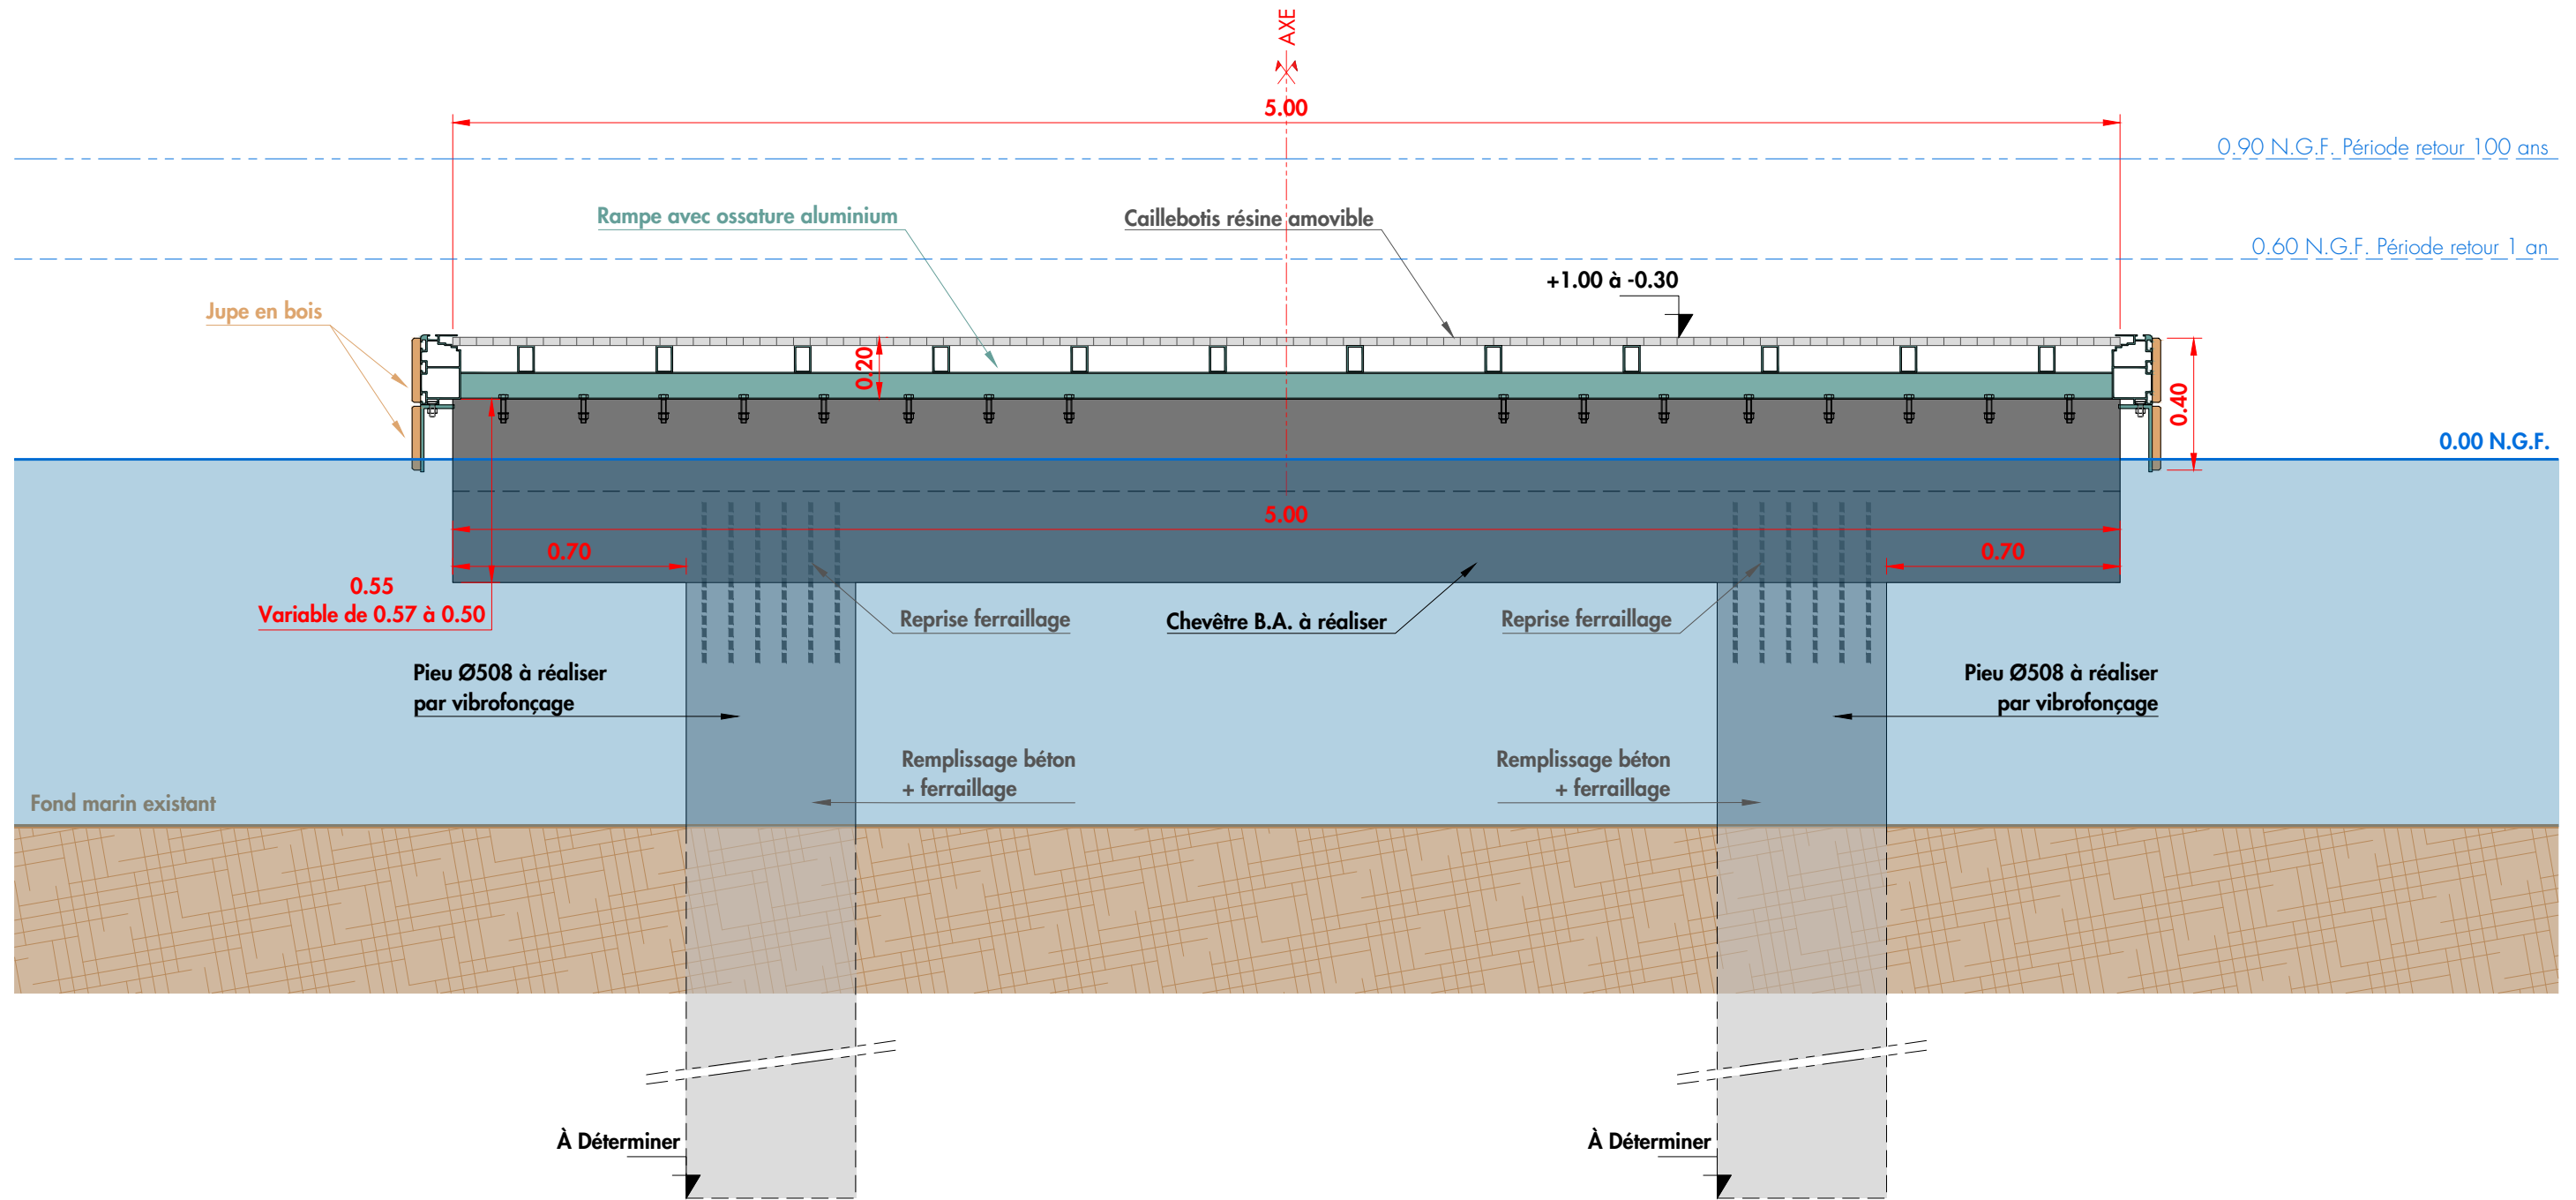 AXE
5.00
0.90 N.G.F. Période retour 100 ans
Rampe avec ossature aluminium
Caillebotis résine amovible
0.60 N.G.F. Période retour 1 an
+1.00 à -0.30
Jupe en bois
0.20
0.40
0.00 N.G.F.
5.00
0.70
0.70
0.55
Variable de 0.57 à 0.50
Reprise ferraillage
Chevêtre B.A. à réaliser
Reprise ferraillage
Pieu Ø508 à réaliser
par vibrofonçage
Pieu Ø508 à réaliser
par vibrofonçage
Remplissage béton
+ ferraillage
Remplissage béton
+ ferraillage
Fond marin existant
À Déterminer
À Déterminer